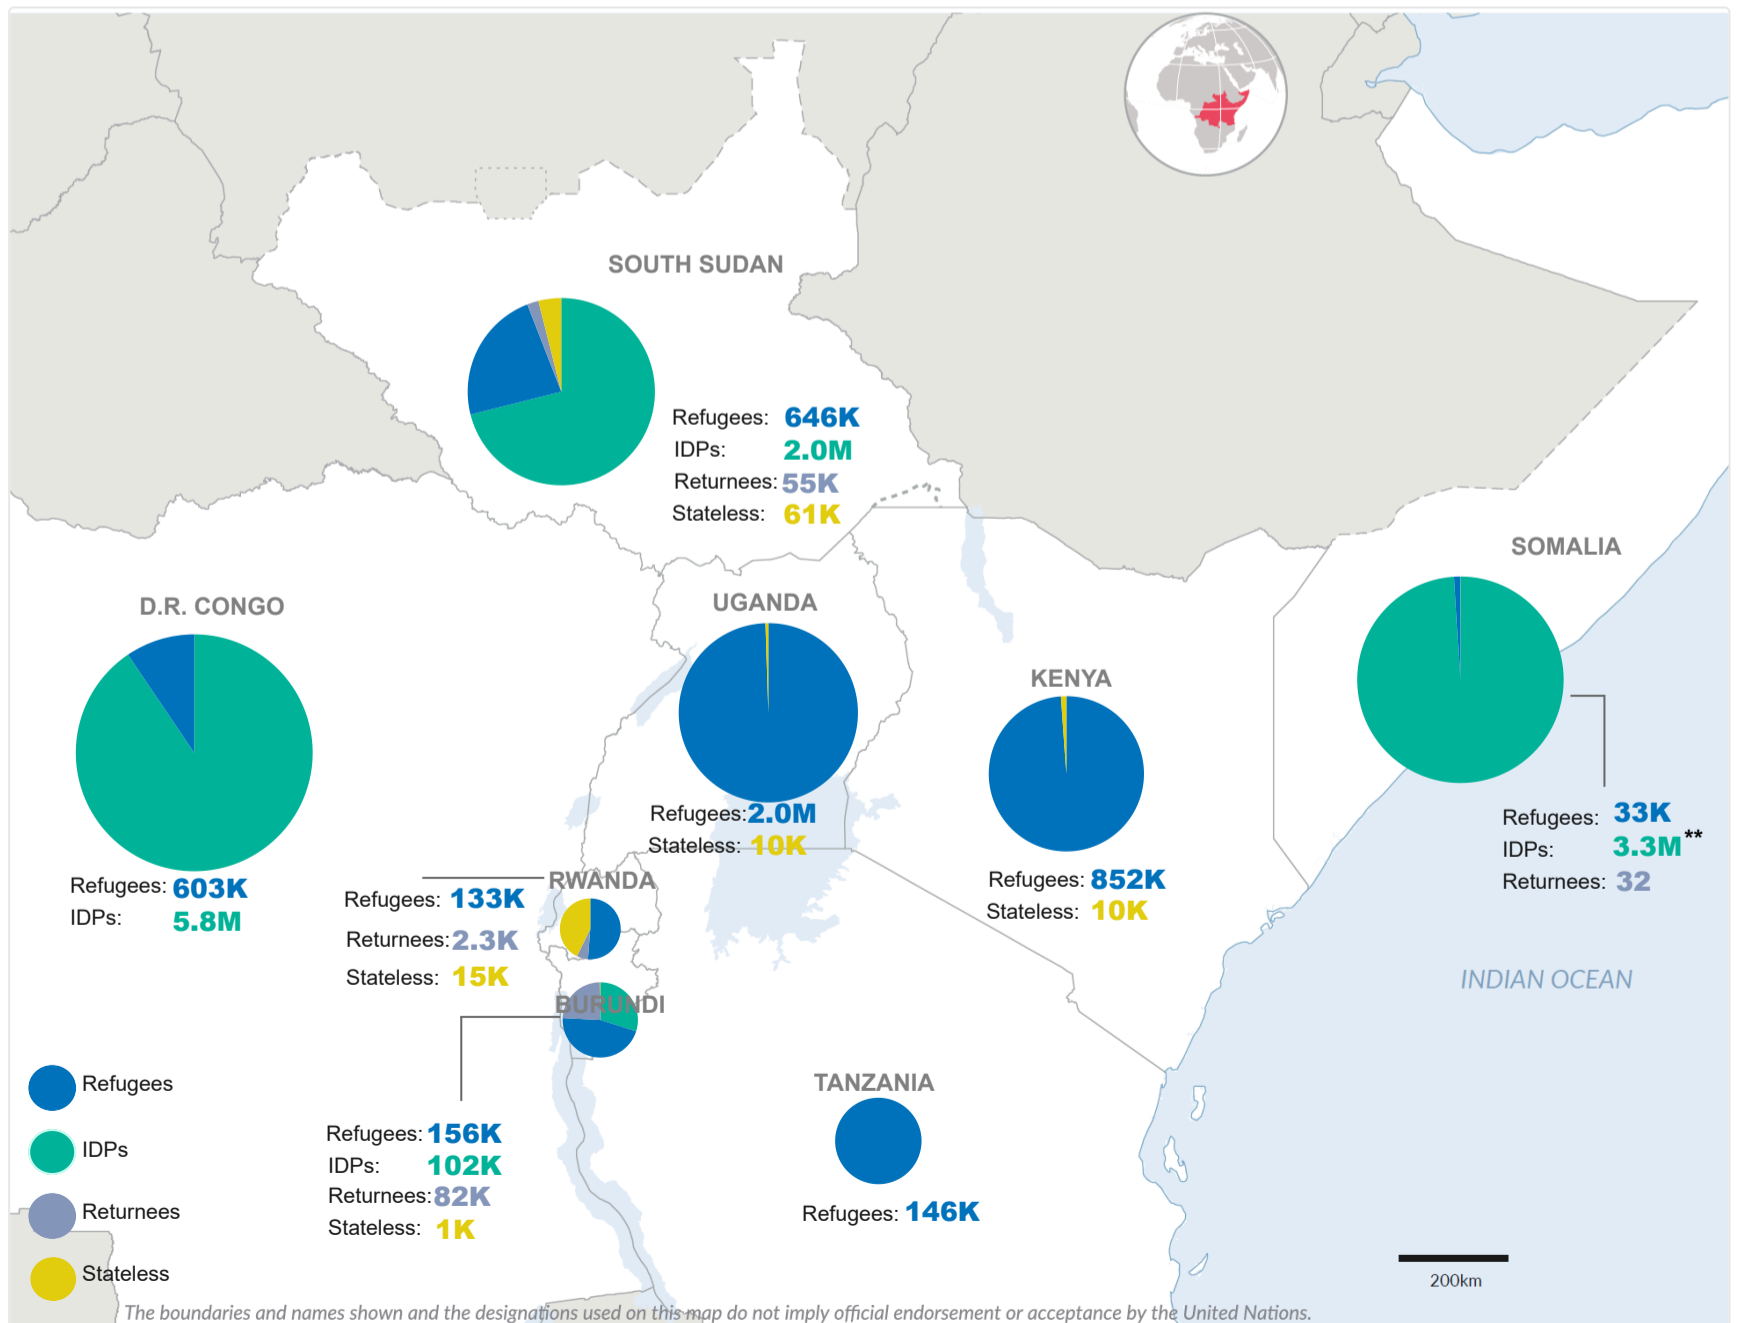 SOUTH SUDAN
Refugees: 646K
IDPs: 2.0M
Returnees: 55K
Stateless: 61K
SOMALIA
Refugees: 33K
IDPs: 3.3M**
Returnees: 32
D.R. CONGO
Refugees: 603K
IDPs: 5.8M
UGANDA
Refugees: 2.0M
Stateless: 10K
KENYA
Refugees: 852K
Stateless: 10K
RWANDA
Refugees: 133K
Returnees: 2.3K
Stateless: 15K
BURUNDI
Refugees: 156K
IDPs: 102K
Returnees: 82K
Stateless: 1K
TANZANIA
Refugees: 146K
INDIAN OCEAN
Refugees
IDPs
Returnees
Stateless
200km
The boundaries and names shown and the designations used on this map do not imply official endorsement or acceptance by the United Nations.